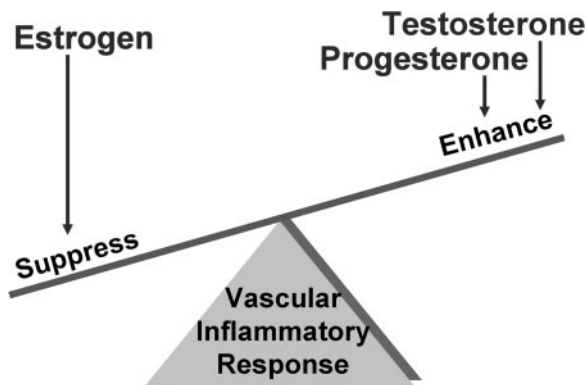 Estrogen
Testosterone
Progesterone
Enhance
Suppress
Vascular
Inflammatory
Response